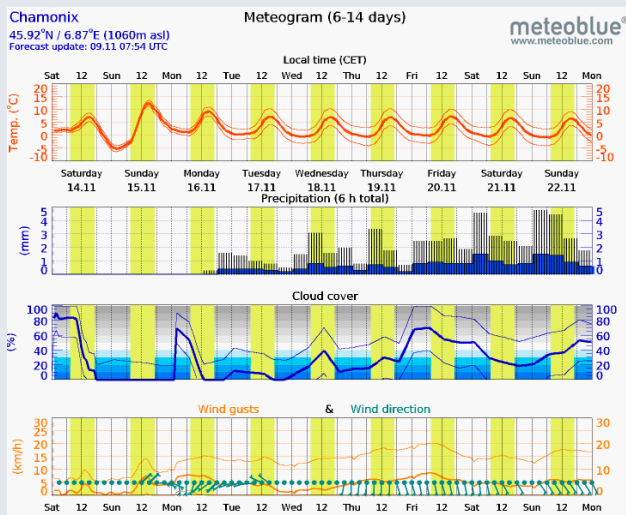 Chamonix
Meteogram (6-14 days)
meteoblue®
45.92°N / 6.87°E (1060m asl)
www.meteoblue.com
Forecast update: 09.11 07:54 UTC
Local time (CET)
Sat 12 Sun 12 Mon 12 Tue 12 Wed 12 Thu 12 Fri 12 Sat 12 Sun 12 Mon
Temp. (°C)
20 20
15 15
10 10
5 5
0 0
-5 -5
-10 -10
Saturday Sunday Monday Tuesday Wednesday Thursday Friday Saturday Sunday
14.11 15.11 16.11 17.11 18.11 19.11 20.11 21.11 22.11
Precipitation (6 h total)
(mm)
5 5
4 4
3 3
2 2
1 1
0 0
Cloud cover
(%)
100 100
80 80
60 60
40 40
20 20
0 0
Wind gusts & Wind direction
(km/h)
30 30
25 25
20 20
15 15
10 10
5 5
0 0
Sat 12 Sun 12 Mon 12 Tue 12 Wed 12 Thu 12 Fri 12 Sat 12 Sun 12 Mon